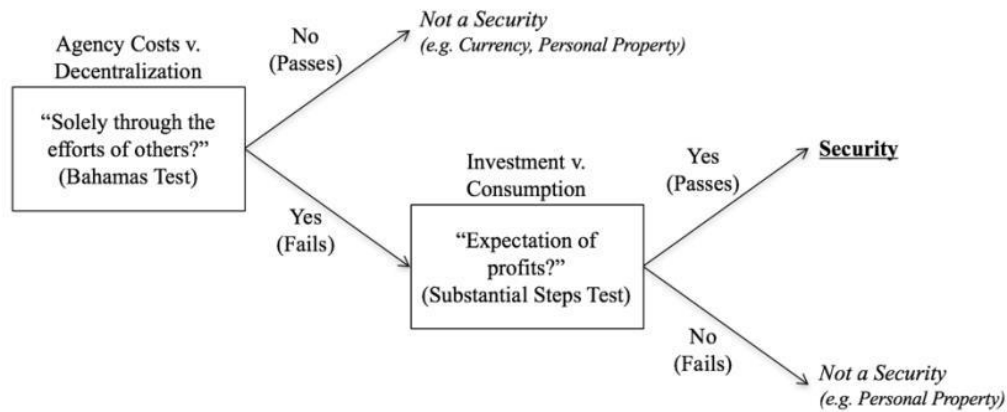 Agency Costs v.
Decentralization
“Solely through the
efforts of others?”
(Bahamas Test)
No
(Passes)
Not a Security
(e.g. Currency, Personal Property)
Yes
(Fails)
Investment v.
Consumption
“Expectation of
profits?”
(Substantial Steps Test)
Yes
(Passes)
Security
No
(Fails)
Not a Security
(e.g. Personal Property)